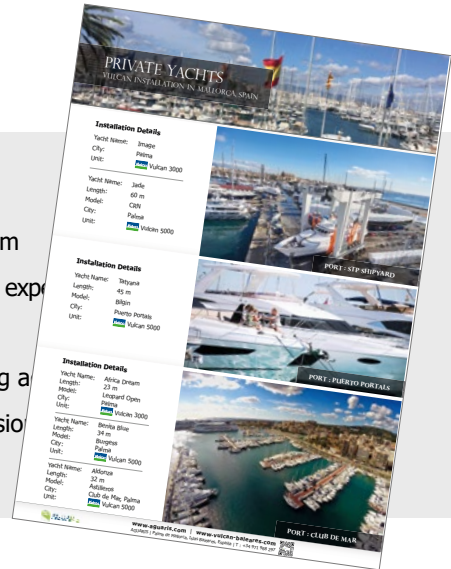 PRIVATE YACHTS
VULCAN INSTALLATION IN MALLORCA, SPAIN
Installation Details
Yacht Name: Image
City: Palma
Unit: Vulcan 3000
Yacht Name: Jade
Length: 60 m
Model: CRN
City: Palma
Unit: Vulcan 5000
PORT : STP SHIPYARD
Installation Details
Yacht Name: Tatyana
Length: 45 m
Model: Bilgin
City: Puerto Portals
Unit: Vulcan 5000
PORT : PUERTO PORTALS
Installation Details
Yacht Name: Africa Dream
Length: 23 m
Model: Leopard Open
City: Palma
Unit: Vulcan 3000
Yacht Name: Benita Blue
Length: 34 m
Model: Burgess
City: Palma
Unit: Vulcan 5000
Yacht Name: Aldonza
Length: 32 m
Model: Astilleros
City: Club de Mar, Palma
Unit: Vulcan 5000
PORT : CLUB DE MAR
www.aguaris.com | www.vulcan-baleares.com
m
expe
g a
sion